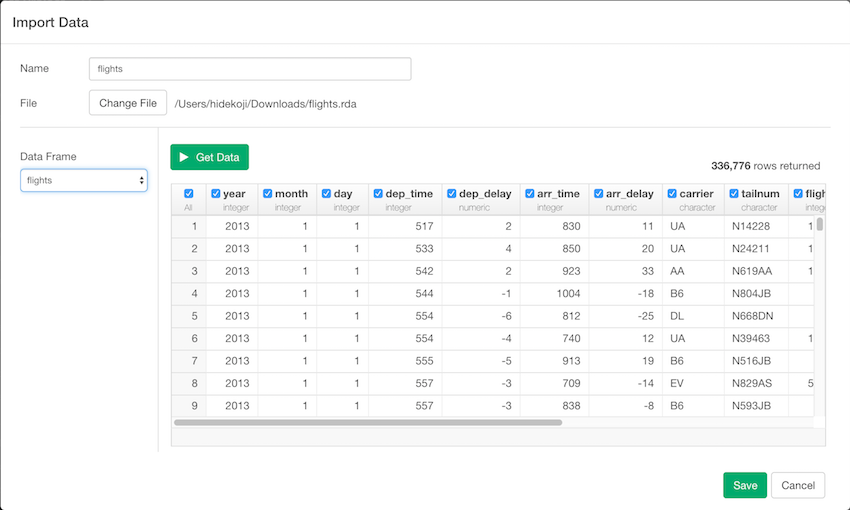 Import Data
Name flights
File Change File /Users/hidekoji/Downloads/flights.rda
Data Frame
flights
Get Data
336,776 rows returned
year month day dep_time dep_delay arr_time arr_delay carrier tailnum fligh
All integer integer integer integer numeric integer numeric character character integ
1 2013 1 1 517 2 830 11 UA N14228 1
2 2013 1 1 533 4 850 20 UA N24211 1
3 2013 1 1 542 2 923 33 AA N619AA 1
4 2013 1 1 544 -1 1004 -18 B6 N804JB
5 2013 1 1 554 -6 812 -25 DL N668DN
6 2013 1 1 554 -4 740 12 UA N39463 1
7 2013 1 1 555 -5 913 19 B6 N516JB
8 2013 1 1 557 -3 709 -14 EV N829AS 5
9 2013 1 1 557 -3 838 -8 B6 N593JB
Save Cancel